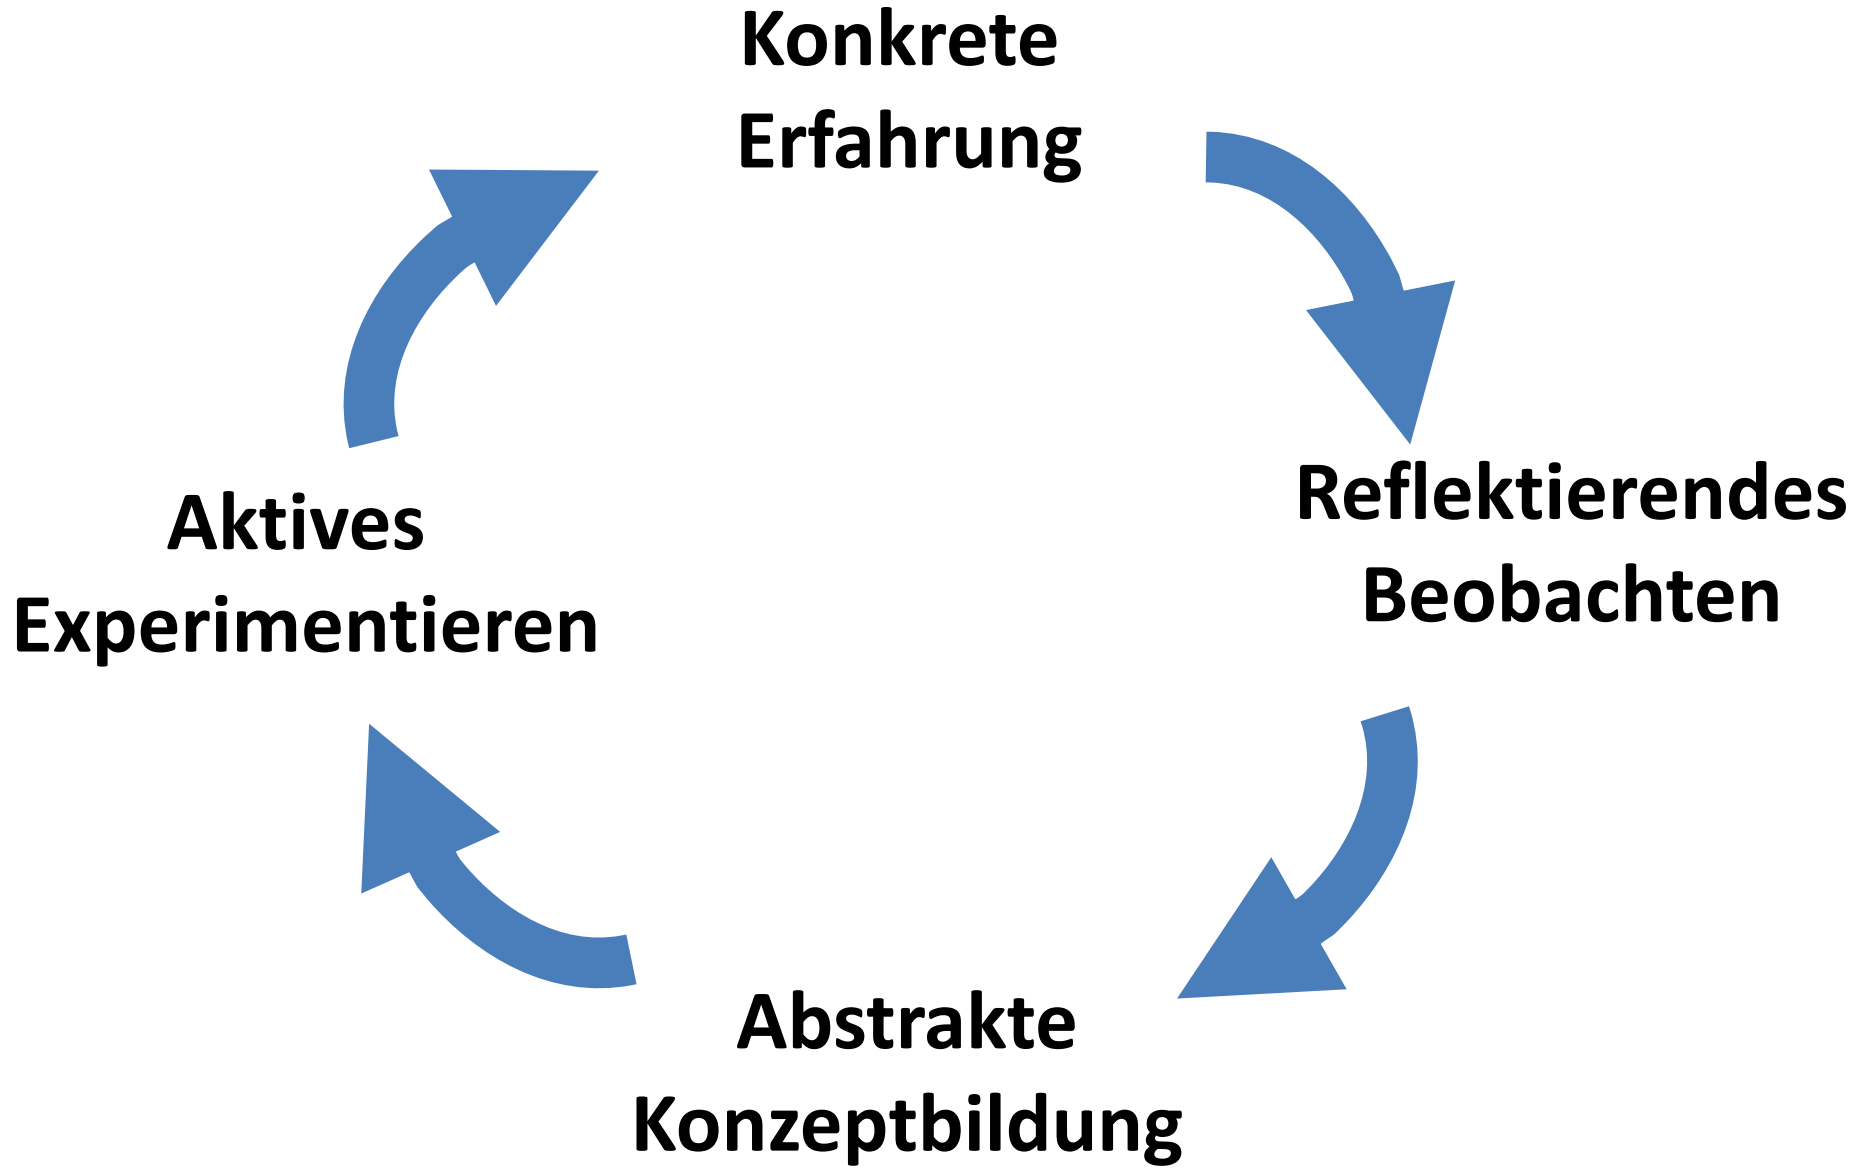 Konkrete
Erfahrung
Reflektierendes
Beobachten
Abstrakte
Konzeptbildung
Aktives
Experimentieren